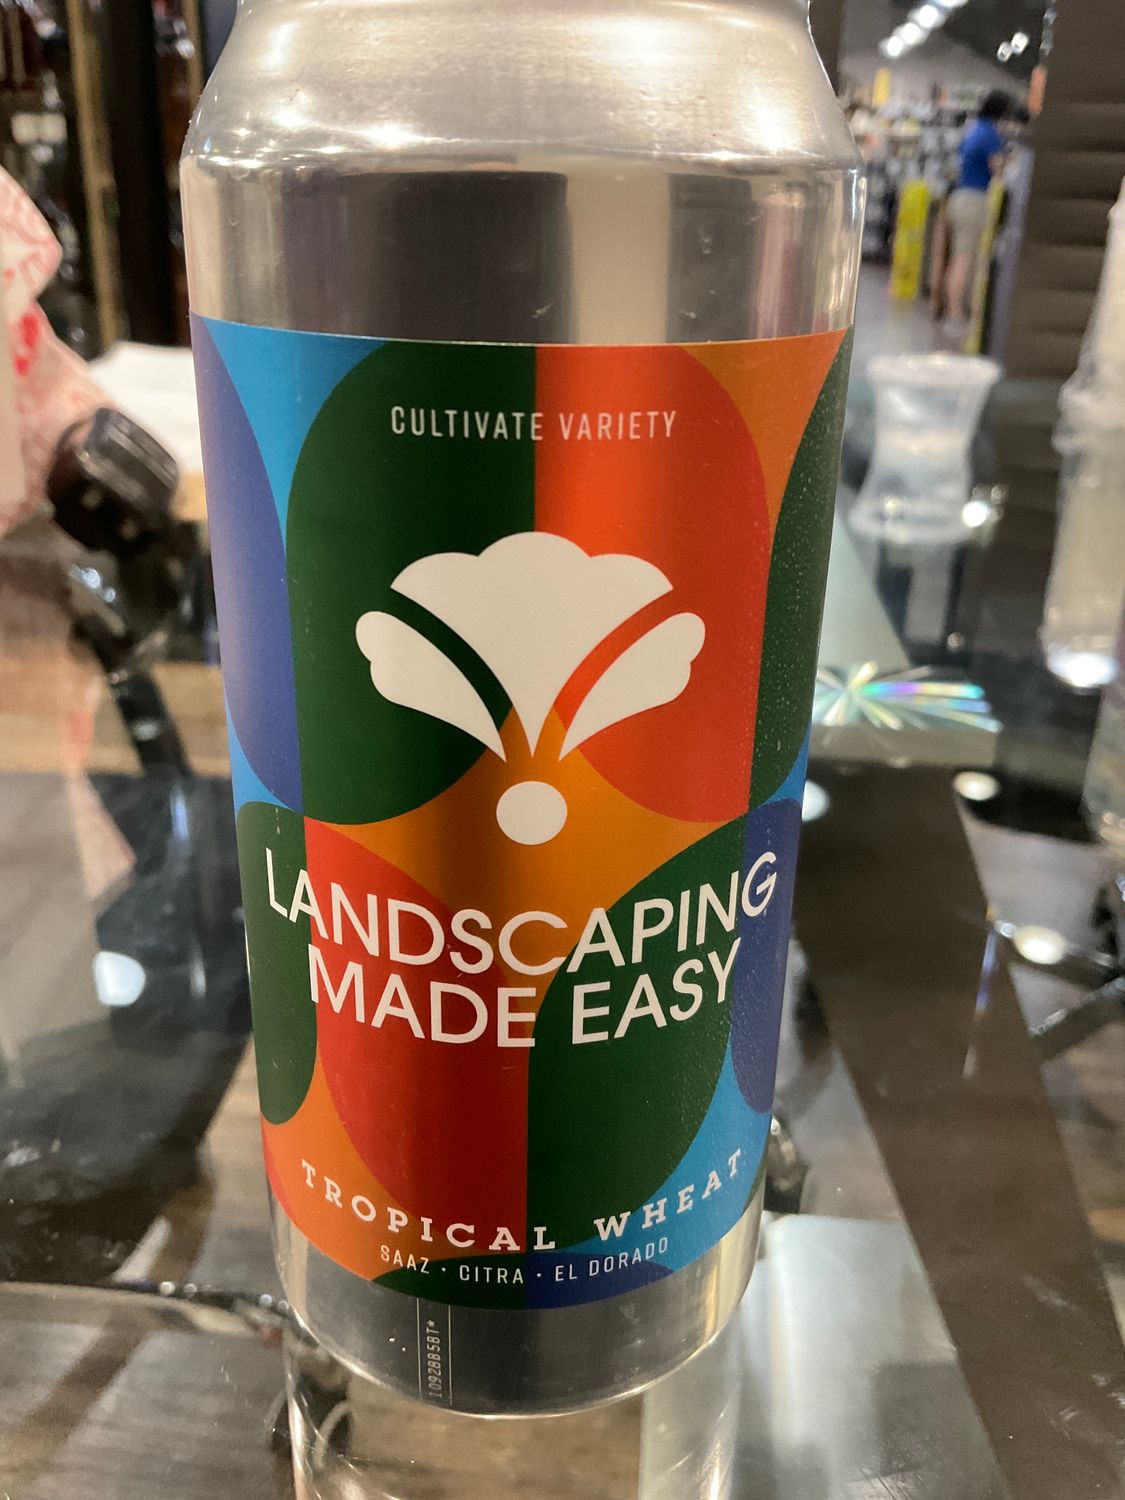 CULTIVATE VARIETY
LANDSCAPING
MADE EASY
TROPICAL WHEAT
SAAZ · CITRA · EL DORADO